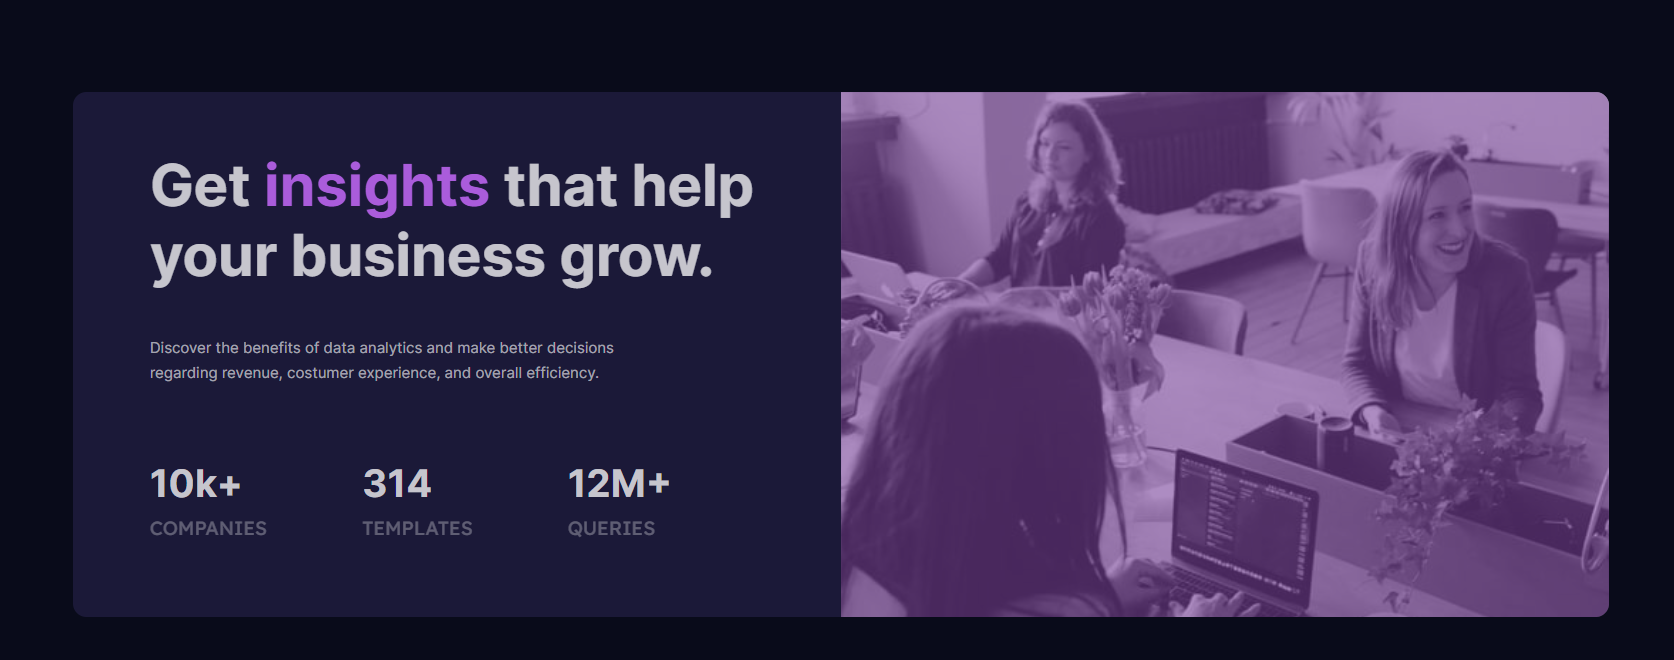 Get insights that help
your business grow.
Discover the benefits of data analytics and make better decisions
regarding revenue, costumer experience, and overall efficiency.
10k+ 314 12M+
COMPANIES TEMPLATES QUERIES